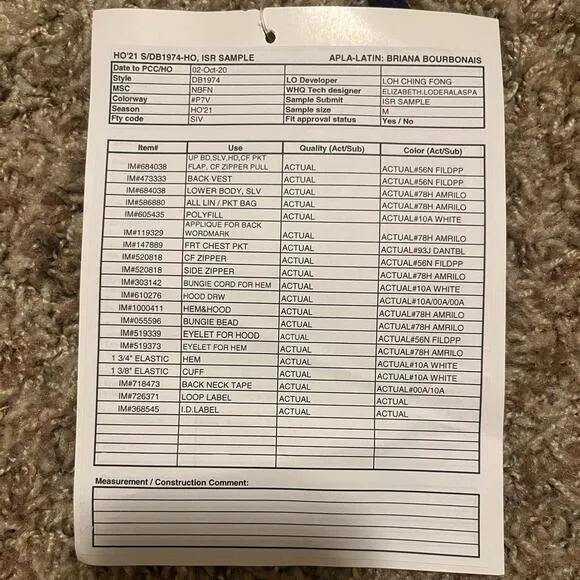 HO'21 S/DB1974-HO, ISR SAMPLE APLA-LATIN: BRIANA BOURBONAIS
Date to PCC/HO 02-Oct-20
Style DB1974 LO Developer LOH CHING FONG
MSC NBFN WHQ Tech designer ELIZABETH.LODERALASPA
Colorway #P7V Sample Submit ISR SAMPLE
Season HO'21 Sample size M
Fty code SIV Fit approval status Yes / No
Item# Use Quality (Act/Sub) Color (Act/Sub)
IM#684038 UP BD,SLV,HD,CF PKT FLAP, CF ZIPPER PULL ACTUAL ACTUAL#56N FILDPP
IM#473333 BACK VEST ACTUAL ACTUAL#56N FILDPP
IM#684038 LOWER BODY, SLV ACTUAL ACTUAL#78H AMRILO
IM#586880 ALL LIN / PKT BAG ACTUAL ACTUAL#78H AMRILO
IM#605435 POLYFILL ACTUAL ACTUAL#10A WHITE
IM#119329 APPLIQUE FOR BACK WORDMARK ACTUAL ACTUAL#78H AMRILO
IM#147889 FRT CHEST PKT ACTUAL ACTUAL#93J DANTBL
IM#520818 CF ZIPPER ACTUAL ACTUAL#56N FILDPP
IM#520818 SIDE ZIPPER ACTUAL ACTUAL#78H AMRILO
IM#303142 BUNGIE CORD FOR HEM ACTUAL ACTUAL#10A WHITE
IM#610276 HOOD DRW ACTUAL ACTUAL#10A/00A/00A
IM#1000411 HEM&HOOD ACTUAL ACTUAL#78H AMRILO
IM#055596 BUNGIE BEAD ACTUAL ACTUAL#78H AMRILO
IM#519339 EYELET FOR HOOD ACTUAL ACTUAL#56N FILDPP
IM#519373 EYELET FOR HEM ACTUAL ACTUAL#78H AMRILO
1 3/4" ELASTIC HEM ACTUAL ACTUAL#10A WHITE
1 3/8" ELASTIC CUFF ACTUAL ACTUAL#10A WHITE
IM#718473 BACK NECK TAPE ACTUAL ACTUAL#00A/10A
IM#726371 LOOP LABEL ACTUAL ACTUAL
IM#368545 I.D.LABEL ACTUAL ACTUAL
Measurement / Construction Comment: